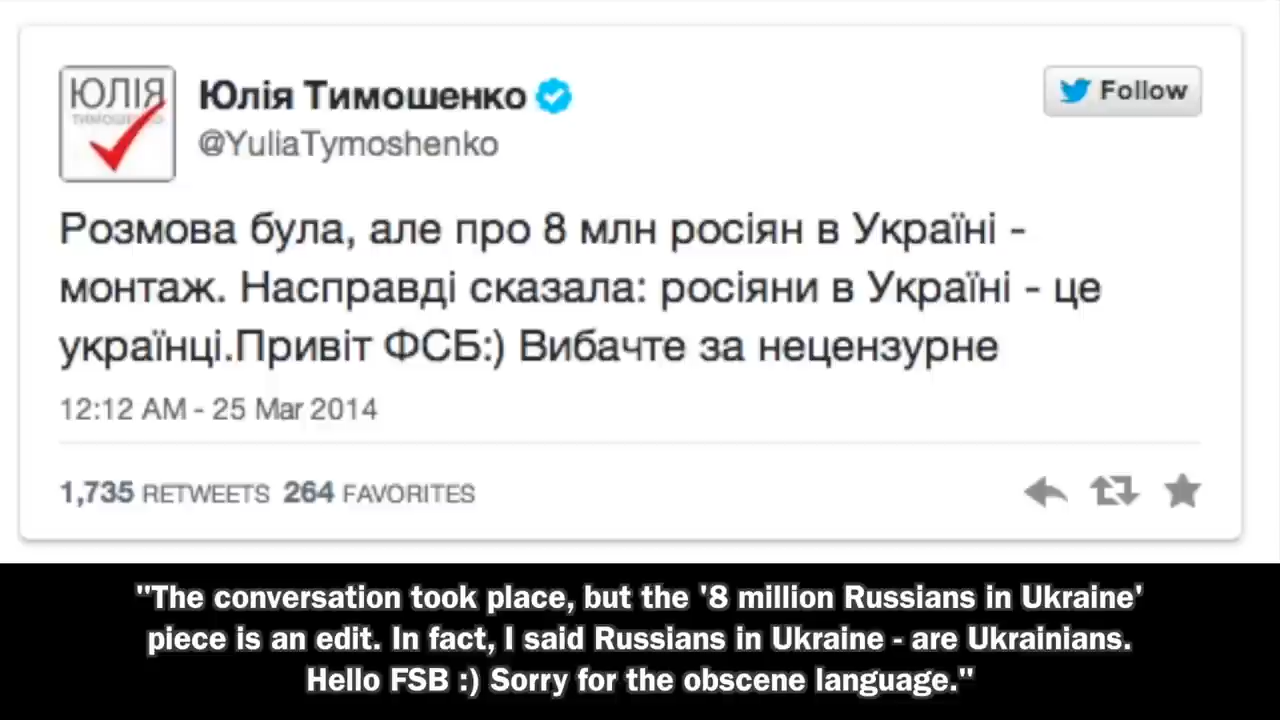 ЮЛІЯ
ТИМОШЕНКО
Юлія Тимошенко
@YuliaTymoshenko
Follow
Розмова була, але про 8 млн росіян в Україні -
монтаж. Насправді сказала: росіяни в Україні - це
українці.Привіт ФСБ:) Вибачте за нецензурне
12:12 AM - 25 Mar 2014
1,735 RETWEETS 264 FAVORITES
"The conversation took place, but the '8 million Russians in Ukraine'
piece is an edit. In fact, I said Russians in Ukraine - are Ukrainians.
Hello FSB :) Sorry for the obscene language."